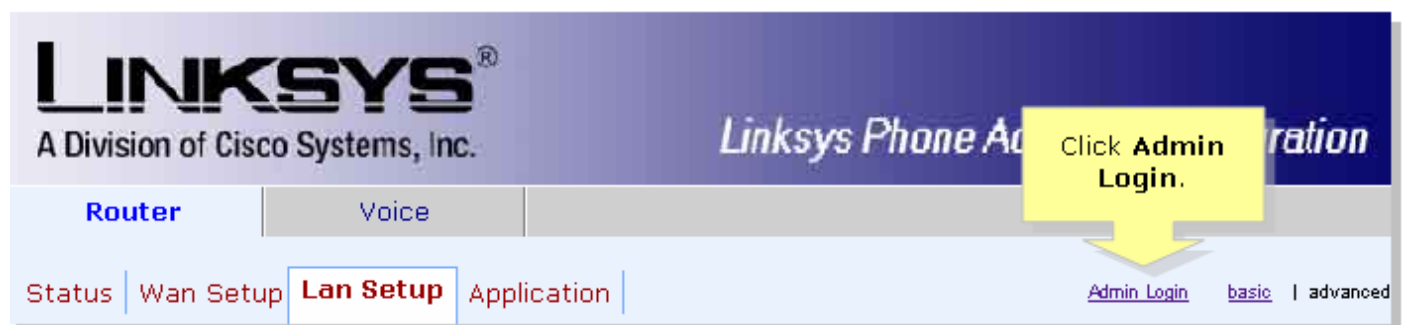 LINKSYS®
A Division of Cisco Systems, Inc.
Linksys Phone Ad
ration
Click Admin
Login.
Router Voice
Status Wan Setup Lan Setup Application
Admin Login basic | advanced